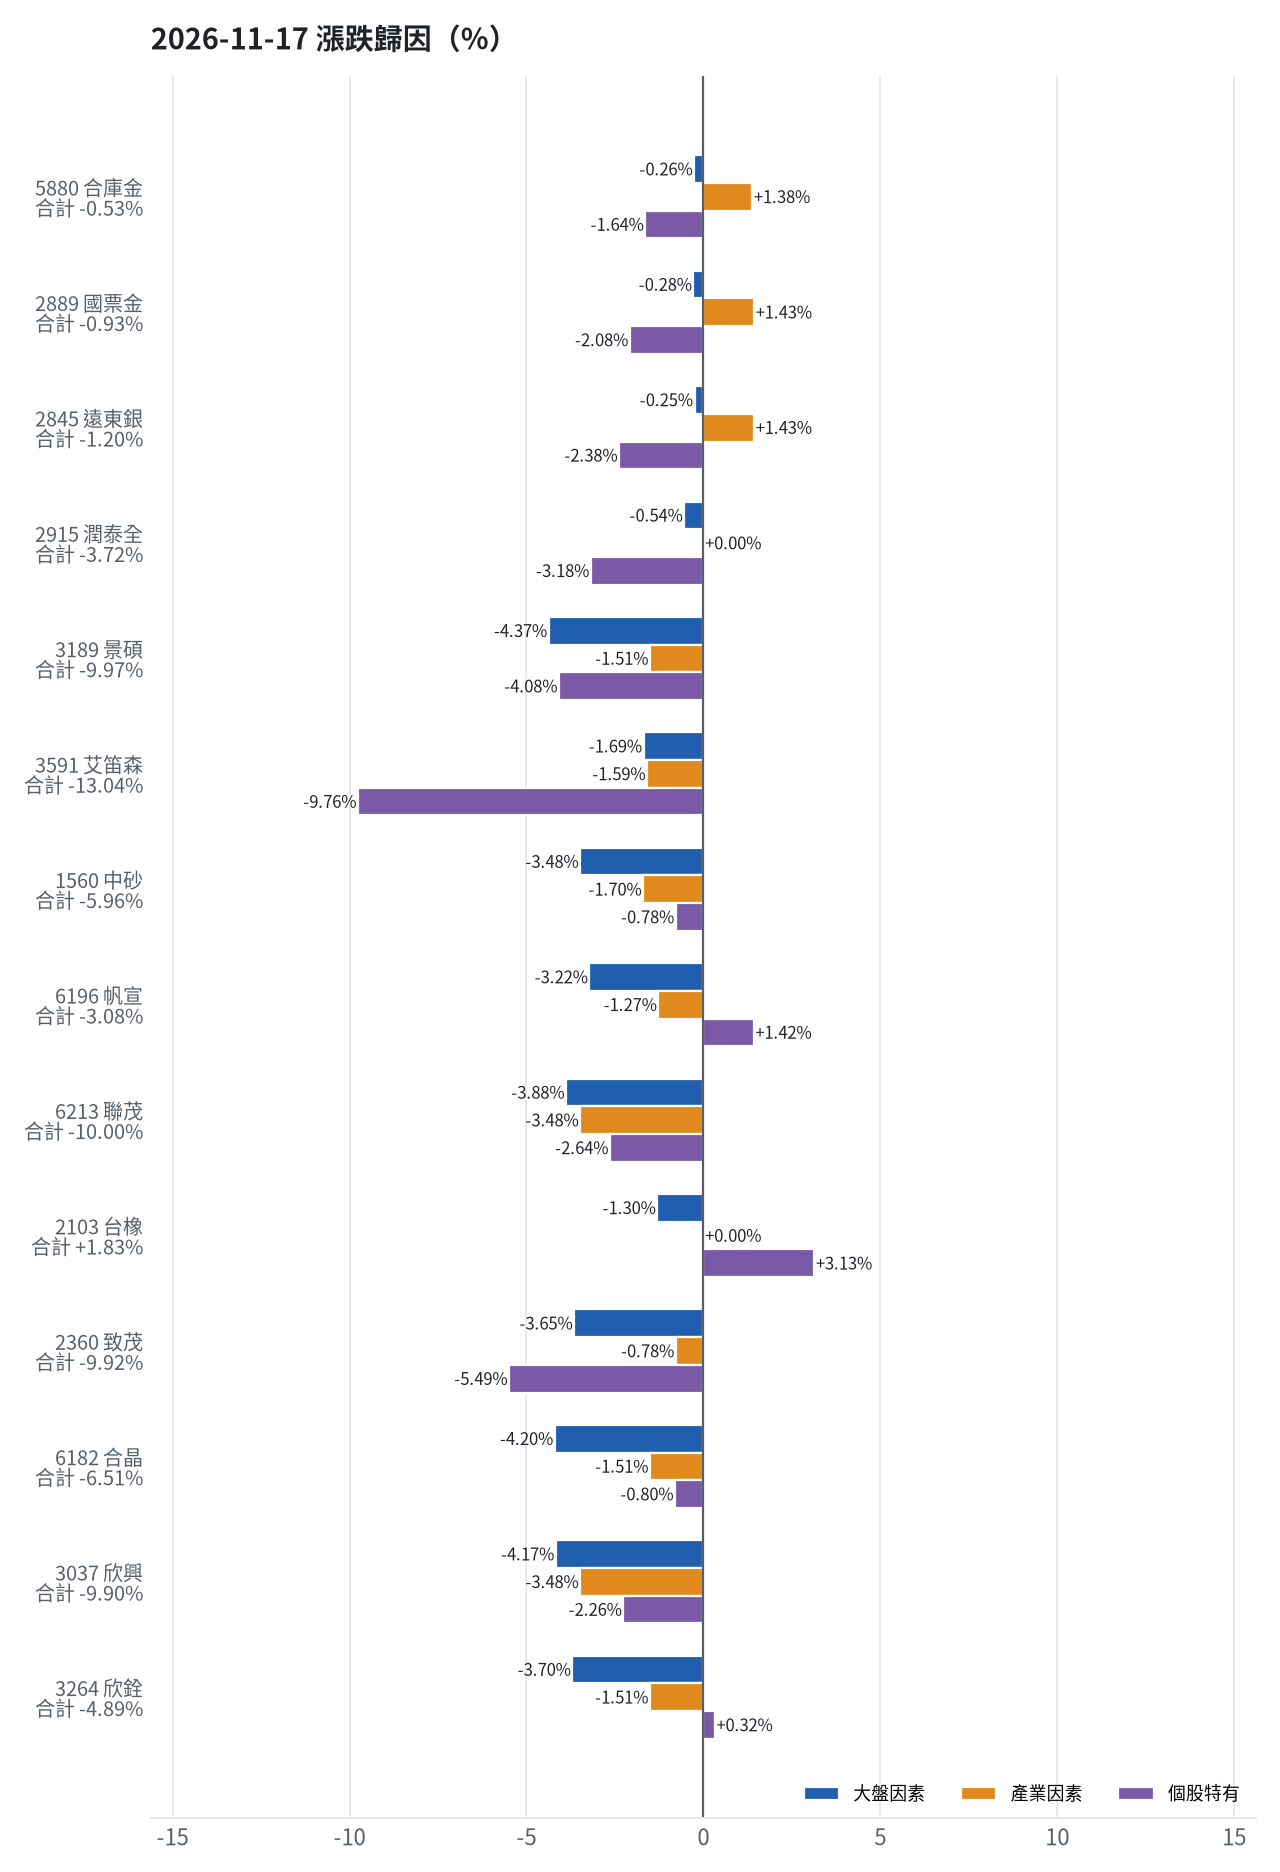 2026-11-17 漲跌歸因（%）
5880 合庫金
合計 -0.53%
-0.26%
+1.38%
-1.64%
2889 國票金
合計 -0.93%
-0.28%
+1.43%
-2.08%
2845 遠東銀
合計 -1.20%
-0.25%
+1.43%
-2.38%
2915 潤泰全
合計 -3.72%
-0.54%
+0.00%
-3.18%
3189 景碩
合計 -9.97%
-4.37%
-1.51%
-4.08%
3591 艾笛森
合計 -13.04%
-1.69%
-1.59%
-9.76%
1560 中砂
合計 -5.96%
-3.48%
-1.70%
-0.78%
6196 帆宣
合計 -3.08%
-3.22%
-1.27%
+1.42%
6213 聯茂
合計 -10.00%
-3.88%
-3.48%
-2.64%
2103 台橡
合計 +1.83%
-1.30%
+0.00%
+3.13%
2360 致茂
合計 -9.92%
-3.65%
-0.78%
-5.49%
6182 合晶
合計 -6.51%
-4.20%
-1.51%
-0.80%
3037 欣興
合計 -9.90%
-4.17%
-3.48%
-2.26%
3264 欣銓
合計 -4.89%
-3.70%
-1.51%
+0.32%
大盤因素 產業因素 個股特有
-15 -10 -5 0 5 10 15